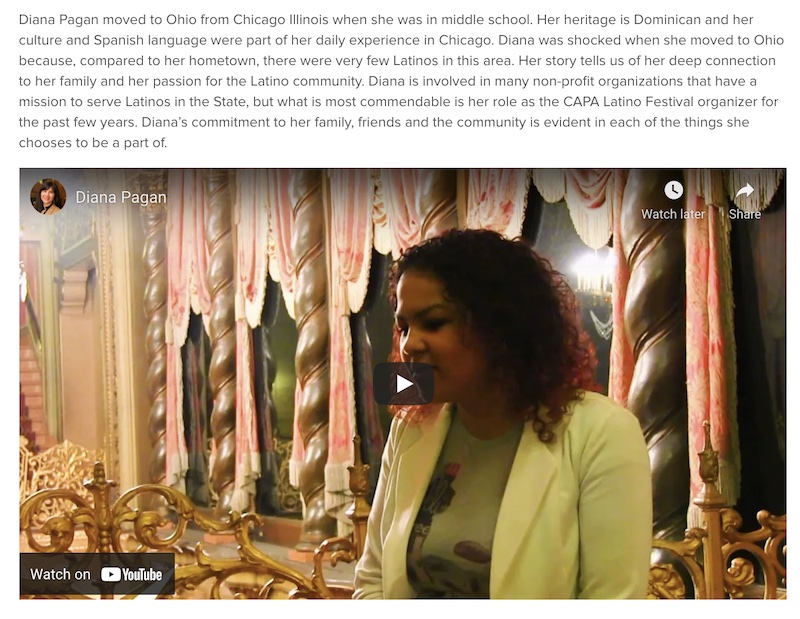 Diana Pagan moved to Ohio from Chicago Illinois when she was in middle school. Her heritage is Dominican and her
culture and Spanish language were part of her daily experience in Chicago. Diana was shocked when she moved to Ohio
because, compared to her hometown, there were very few Latinos in this area. Her story tells us of her deep connection
to her family and her passion for the Latino community. Diana is involved in many non-profit organizations that have a
mission to serve Latinos in the State, but what is most commendable is her role as the CAPA Latino Festival organizer for
the past few years. Diana’s commitment to her family, friends and the community is evident in each of the things she
chooses to be a part of.
Diana Pagan
Watch later
Share
Watch on YouTube